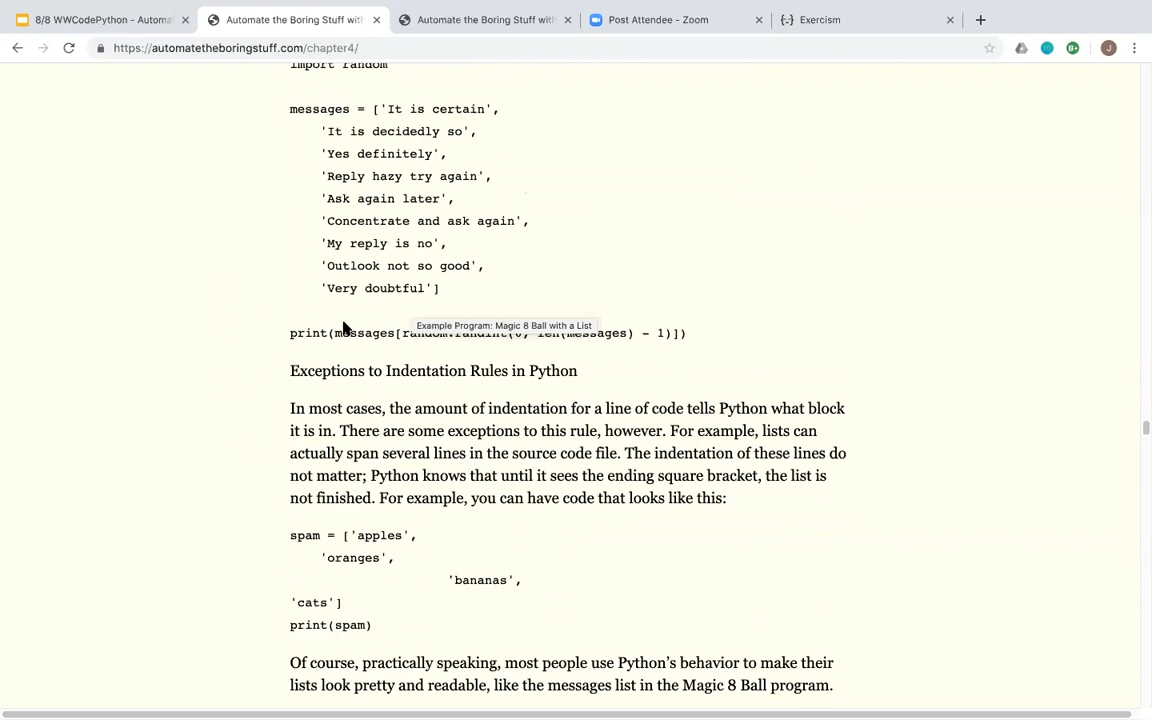 8/8 WWCodePython - Automa
Automate the Boring Stuff with
Automate the Boring Stuff with
Post Attendee - Zoom
Exercism
https://automatetheboringstuff.com/chapter4/
J
import random
messages = ['It is certain',
'It is decidedly so',
'Yes definitely',
'Reply hazy try again',
'Ask again later',
'Concentrate and ask again',
'My reply is no',
'Outlook not so good',
'Very doubtful']
Example Program: Magic 8 Ball with a List
print(messages[random.randint(0, len(messages) - 1)])
Exceptions to Indentation Rules in Python
In most cases, the amount of indentation for a line of code tells Python what block
it is in. There are some exceptions to this rule, however. For example, lists can
actually span several lines in the source code file. The indentation of these lines do
not matter; Python knows that until it sees the ending square bracket, the list is
not finished. For example, you can have code that looks like this:
spam = ['apples',
'oranges',
'bananas',
'cats']
print(spam)
Of course, practically speaking, most people use Python’s behavior to make their
lists look pretty and readable, like the messages list in the Magic 8 Ball program.